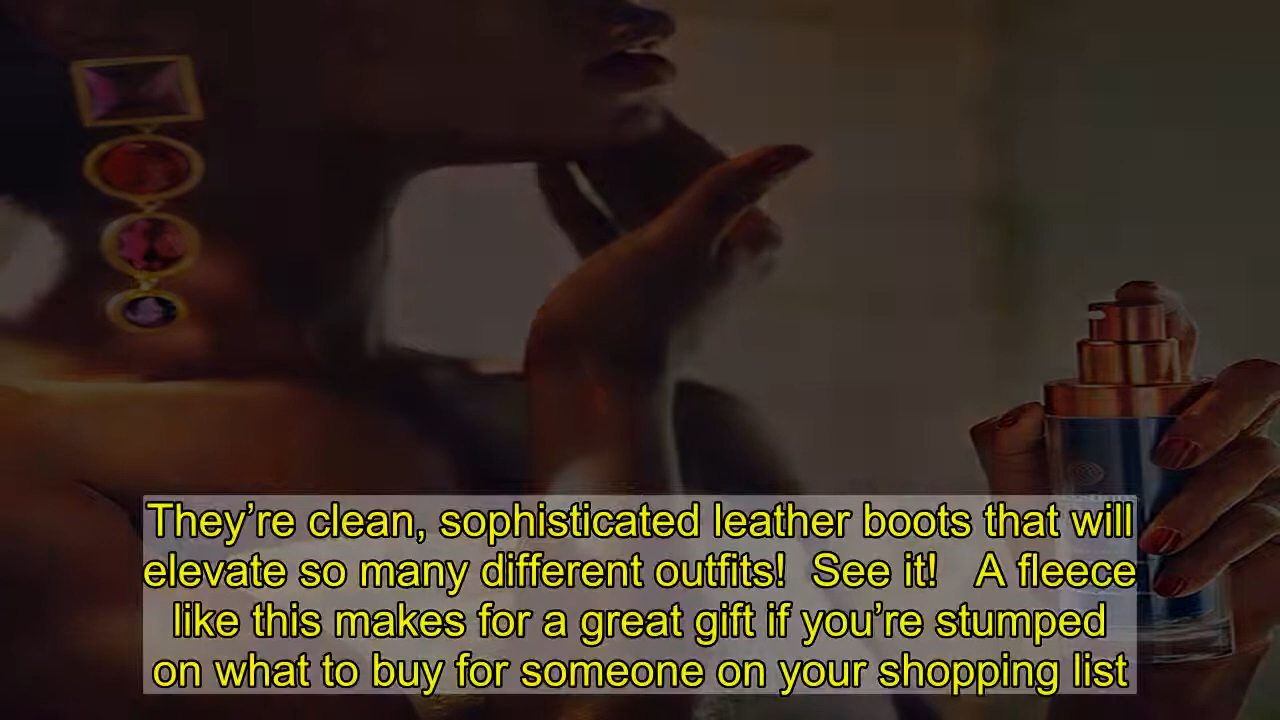 They’re clean, sophisticated leather boots that will
elevate so many different outfits!  See it!   A fleece
like this makes for a great gift if you’re stumped
on what to buy for someone on your shopping list